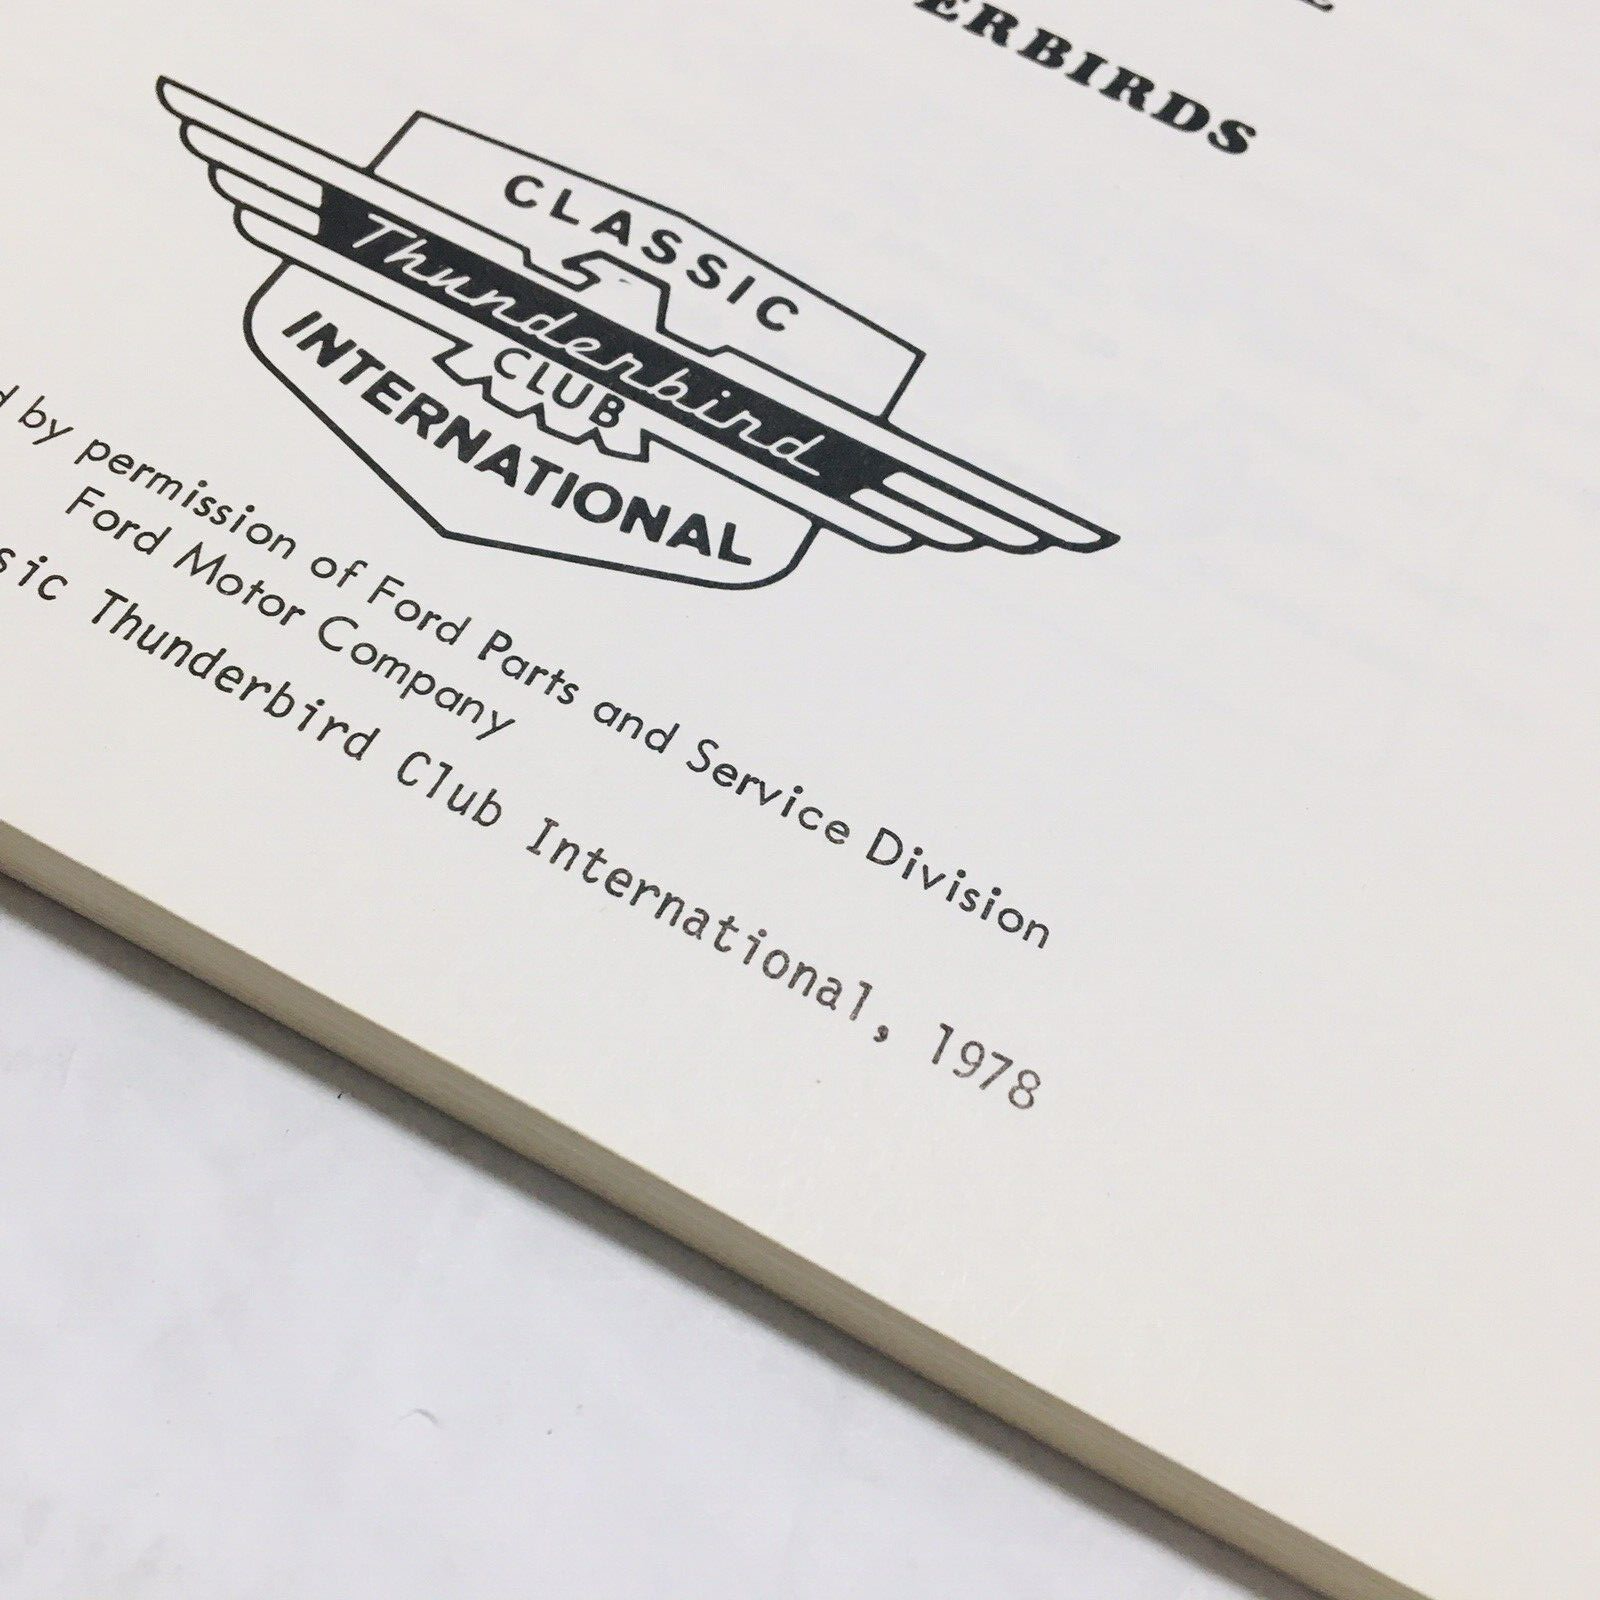 ERBIRDS
CLASSIC
Thunderbird
CLUB
INTERNATIONAL
d by permission of Ford Parts and Service Division
Ford Motor Company
sic Thunderbird Club International, 1978